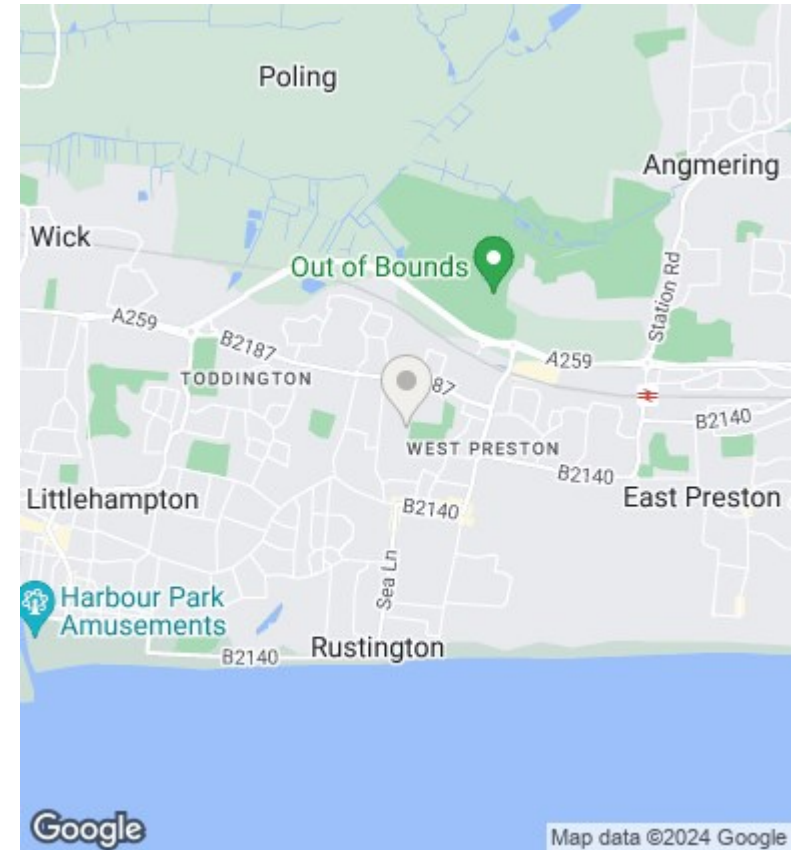 Poling
Angmering
Wick
Out of Bounds
Station Rd
A259
B2187
A259
TODDINGTON
87
B2140
WEST PRESTON
B2140
Littlehampton
East Preston
B2140
Sea Ln
Harbour Park
Amusements
Rustington
B2140
Google
Map data ©2024 Google